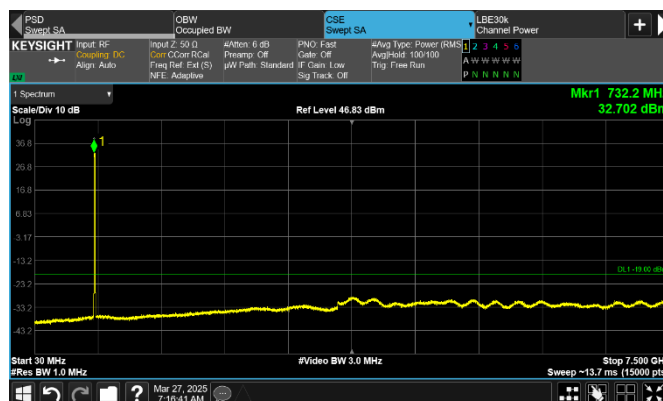 PSD
Swept SA
OBW
Occupied BW
CSE
Swept SA
LBE30k
Channel Power
KEYSIGHT
Input: RF
Coupling: DC
Align: Auto
Input Z: 50 Ω
Corr CCorr RCal
Freq Ref: Ext (S)
NFE: Adaptive
#Atten: 6 dB
Preamp: Off
µW Path: Standard
PNO: Fast
Gate: Off
IF Gain: Low
Sig Track: Off
#Avg Type: Power (RMS
Avg|Hold: 100/100
Trig: Free Run
1 2 3 4 5 6
A W W W W W
P N N N N N
1 Spectrum
Mkr1 732.2 MH
Scale/Div 10 dB
Ref Level 46.83 dBm
32.702 dBm
Log
1
36.8
26.8
16.8
6.83
-3.17
-13.2
DL1 -19.00 dB
-23.2
-33.2
-43.2
Start 30 MHz
#Video BW 3.0 MHz
Stop 7.500 GH
#Res BW 1.0 MHz
Sweep ~13.7 ms (15000 pts
?
Mar 27, 2025
7:16:41 AM